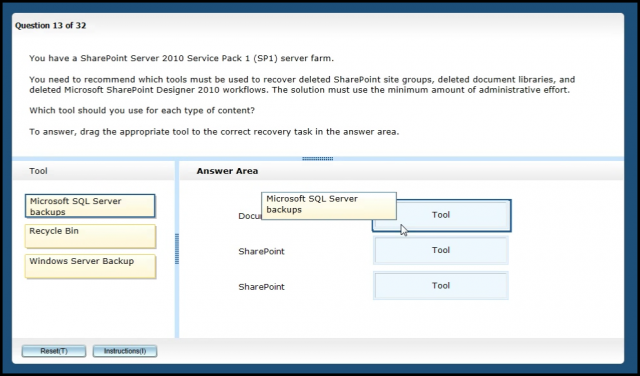 Question 13 of 32
You have a SharePoint Server 2010 Service Pack 1 (SP1) server farm.
You need to recommend which tools must be used to recover deleted SharePoint site groups, deleted document libraries, and
deleted Microsoft SharePoint Designer 2010 workflows. The solution must use the minimum amount of administrative effort.
Which tool should you use for each type of content?
To answer, drag the appropriate tool to the correct recovery task in the answer area.
Tool
Answer Area
Microsoft SQL Server
backups
Recycle Bin
Windows Server Backup
Microsoft SQL Server
backups
Tool
SharePoint
Tool
SharePoint
Tool
Reset(T)
Instructions(I)